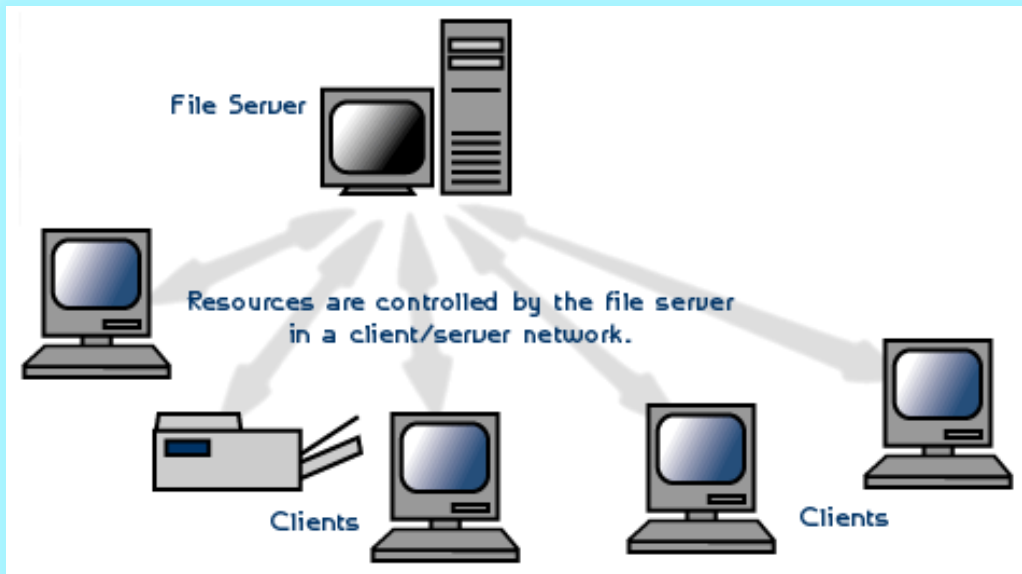 File Server
Resources are controlled by the file server
in a client/server network.
Clients
Clients